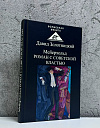 Давид Золотницкий
Мейерхольд
РОМАН С СОВЕТСКОЙ
ВЛАСТЬЮ